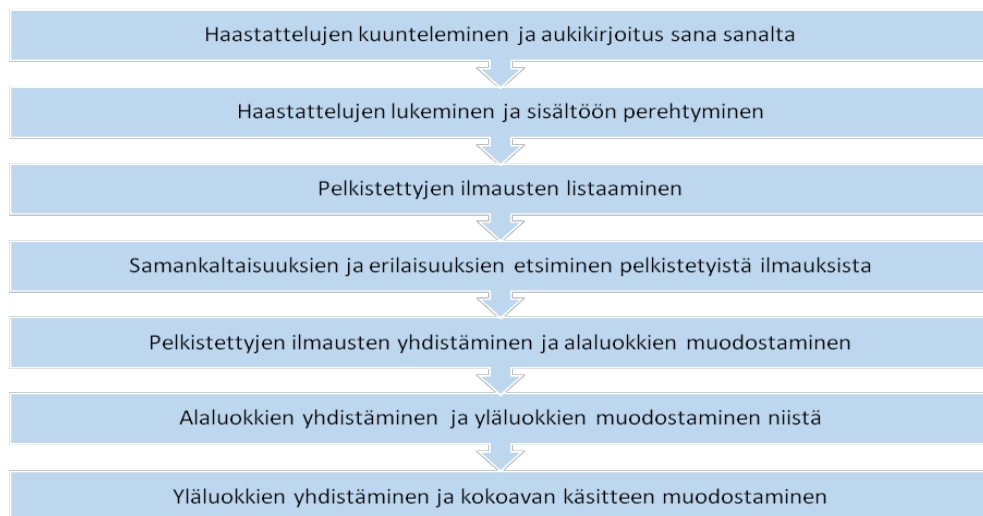 Haastattelujen kuunteleminen ja aukikirjoitus sana sanalta
Haastattelujen lukeminen ja sisältöön perehtyminen
Pelkistettyjen ilmausten listaaminen
Samankaltaisuuksien ja erilaisuuksien etsiminen pelkistetyistä ilmauksista
Pelkistettyjen ilmausten yhdistäminen ja alaluokkien muodostaminen
Alaluokkien yhdistäminen ja yläluokkien muodostaminen niistä
Yläluokkien yhdistäminen ja kokoavan käsitteen muodostaminen